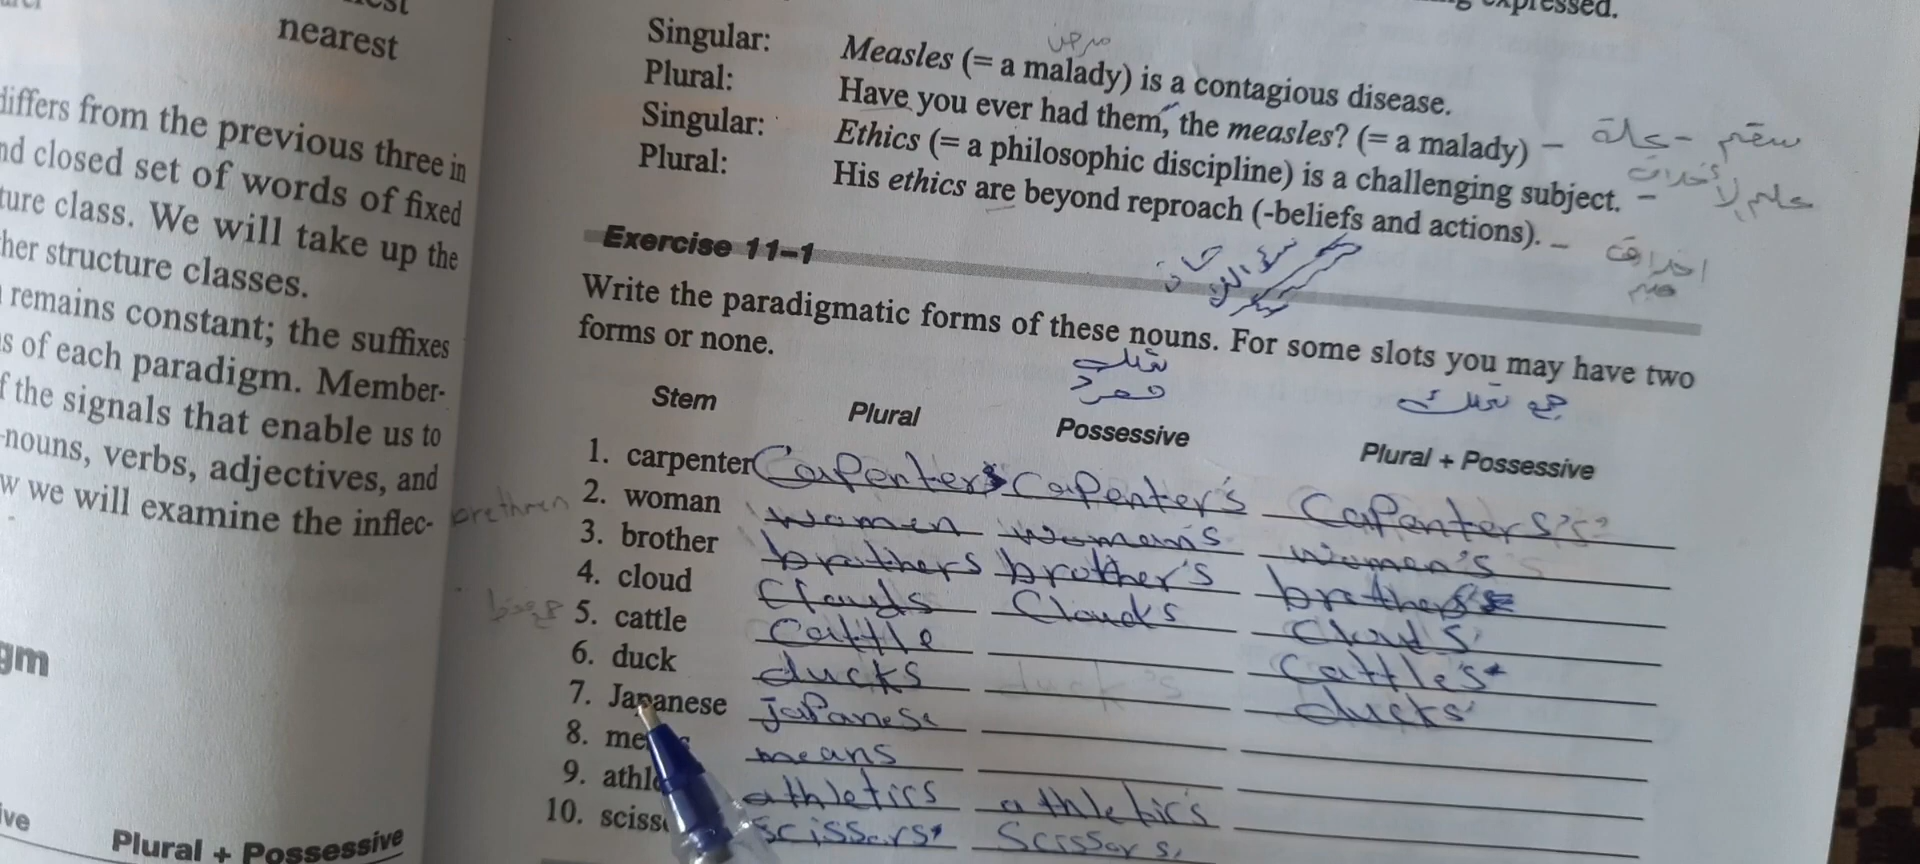 nearest
differs from the previous three in
nd closed set of words of fixed
ture class. We will take up the
her structure classes.
remains constant; the suffixes
s of each paradigm. Member-
f the signals that enable us to
-nouns, verbs, adjectives, and
w we will examine the inflec-
gm
ive Plural + Possessive
expressed.
مرض
Singular: Measles (= a malady) is a contagious disease.
Plural: Have you ever had them, the measles? (= a malady) –
Singular: Ethics (= a philosophic discipline) is a challenging subject. –
Plural: His ethics are beyond reproach (-beliefs and actions). –
Exercise 11–1
Write the paradigmatic forms of these nouns. For some slots you may have two
forms or none.
Stem Plural Possessive Plural + Possessive
1. carpenter Carpenters Carpenter's Carpenters'
brethren
2. woman women woman's women's
3. brother brothers brother's brothers'
4. cloud Clouds Clouds Clouds'
5. cattle Cattle Cattle's
6. duck ducks duck's ducks'
7. Japanese Japanese
8. me means
9. athle athletics athletic's
10. sciss scissors